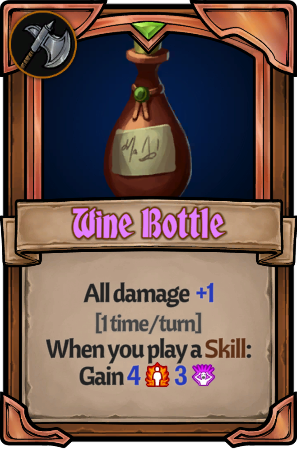 Wine Bottle
All damage +1
[1 time/turn]
When you play a Skill:
Gain 4 3